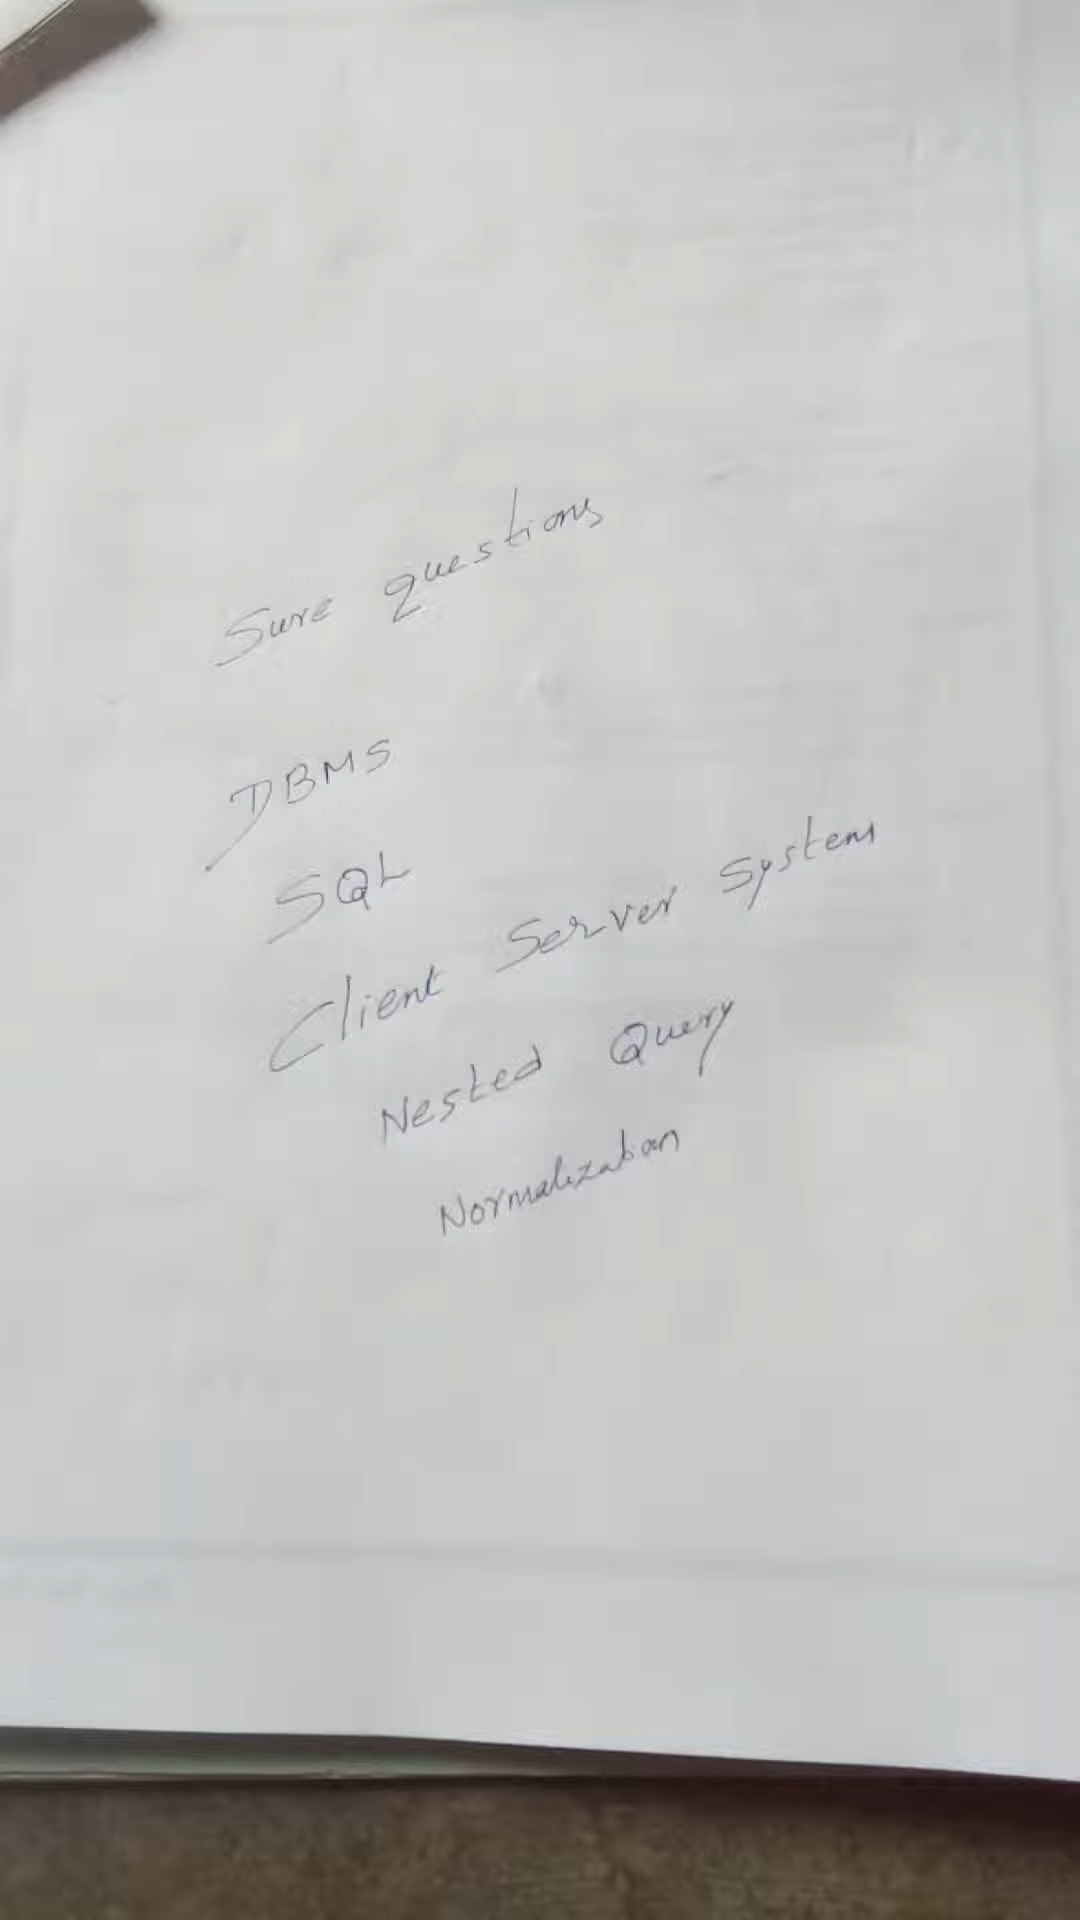 Sure questions
DBMS
SQL
Client Server System
Nested Query
Normalization